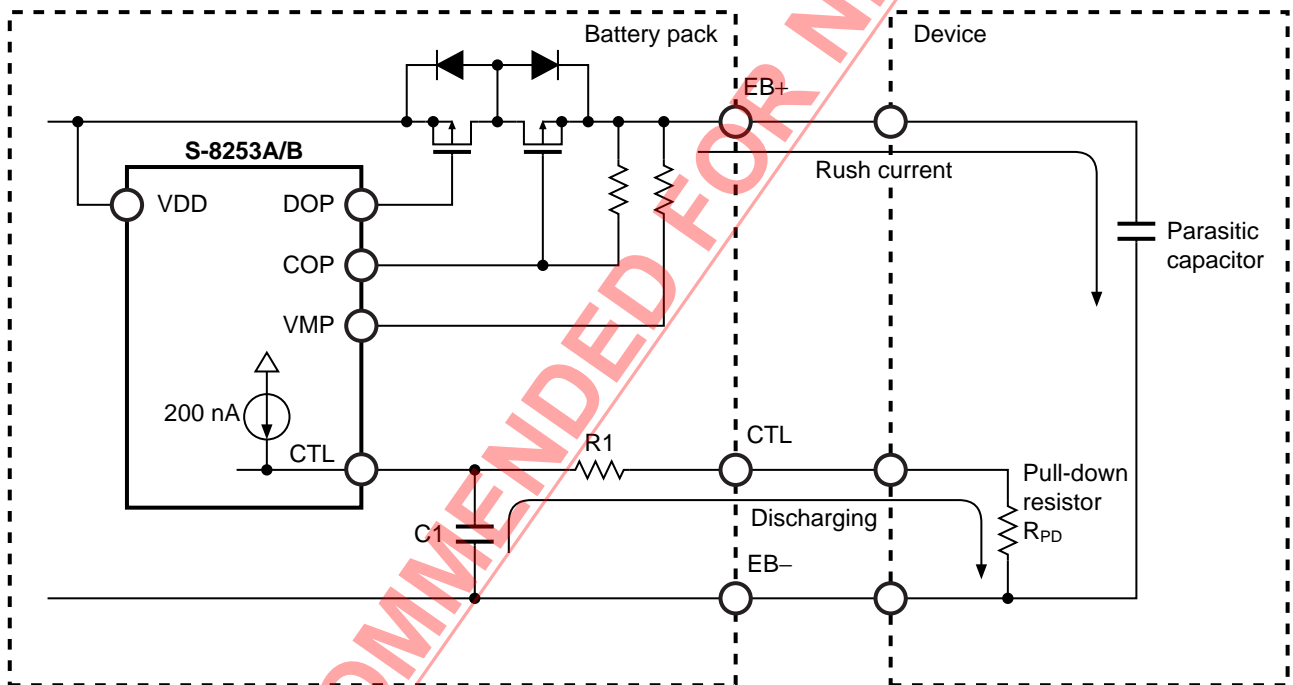 Battery pack
Device
EB+
S-8253A/B
Rush current
VDD
DOP
COP
Parasitic
capacitor
VMP
200 nA
CTL
R1
CTL
Pull-down
resistor
RPD
Discharging
C1
EB−
OMMENDED FOR N